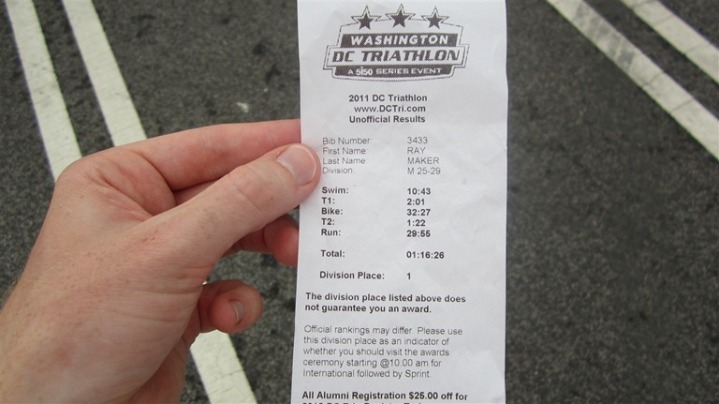 WASHINGTON
DC TRIATHLON
A 5i50 SERIES EVENT
2011 DC Triathlon
www.DCTri.com
Unofficial Results
Bib Number 3433
First Name RAY
Last Name MAKER
Division M 25-29
Swim: 10:43
T1: 2:01
Bike: 32:27
T2: 1:22
Run: 29:55
Total: 01:16:26
Division Place: 1
The division place listed above does
not guarantee you an award.
Official rankings may differ. Please use
this division place as an indicator of
whether you should visit the awards
ceremony starting @10:00 am for
International followed by Sprint
All Alumni Registration $25.00 off for